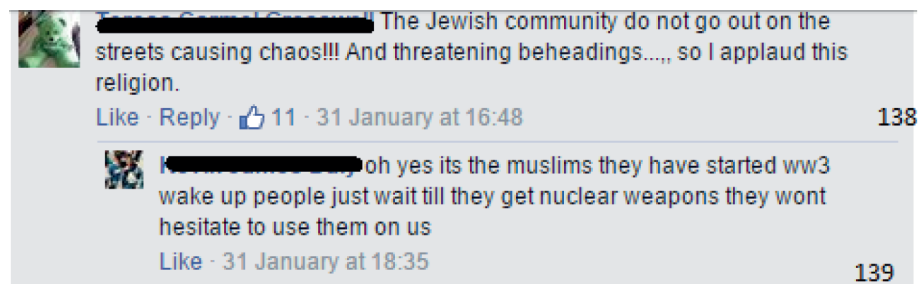 The Jewish community do not go out on the
streets causing chaos!!! And threatening beheadings...,, so I applaud this
religion.
Like · Reply · 11 · 31 January at 16:48
138
oh yes its the muslims they have started ww3
wake up people just wait till they get nuclear weapons they wont
hesitate to use them on us
Like · 31 January at 18:35
139